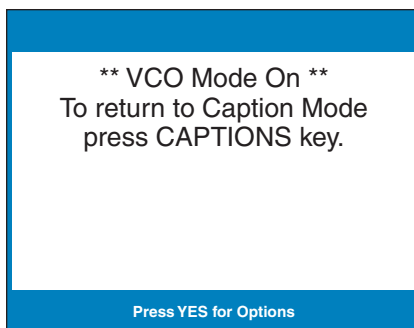 ** VCO Mode On **
To return to Caption Mode
press CAPTIONS key.
Press YES for Options